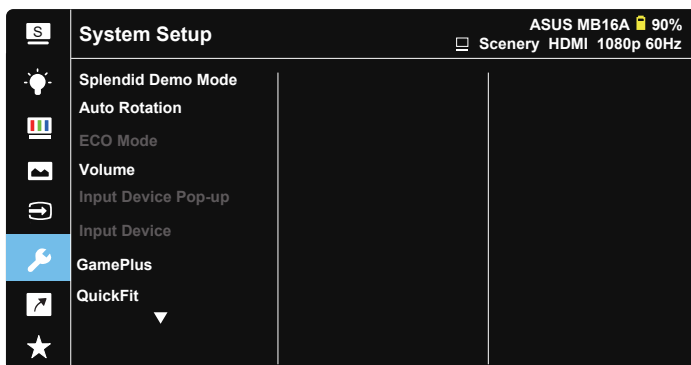 S
System Setup
ASUS MB16A 90%
Scenery HDMI 1080p 60Hz
Splendid Demo Mode
Auto Rotation
ECO Mode
Volume
Input Device Pop-up
Input Device
GamePlus
QuickFit